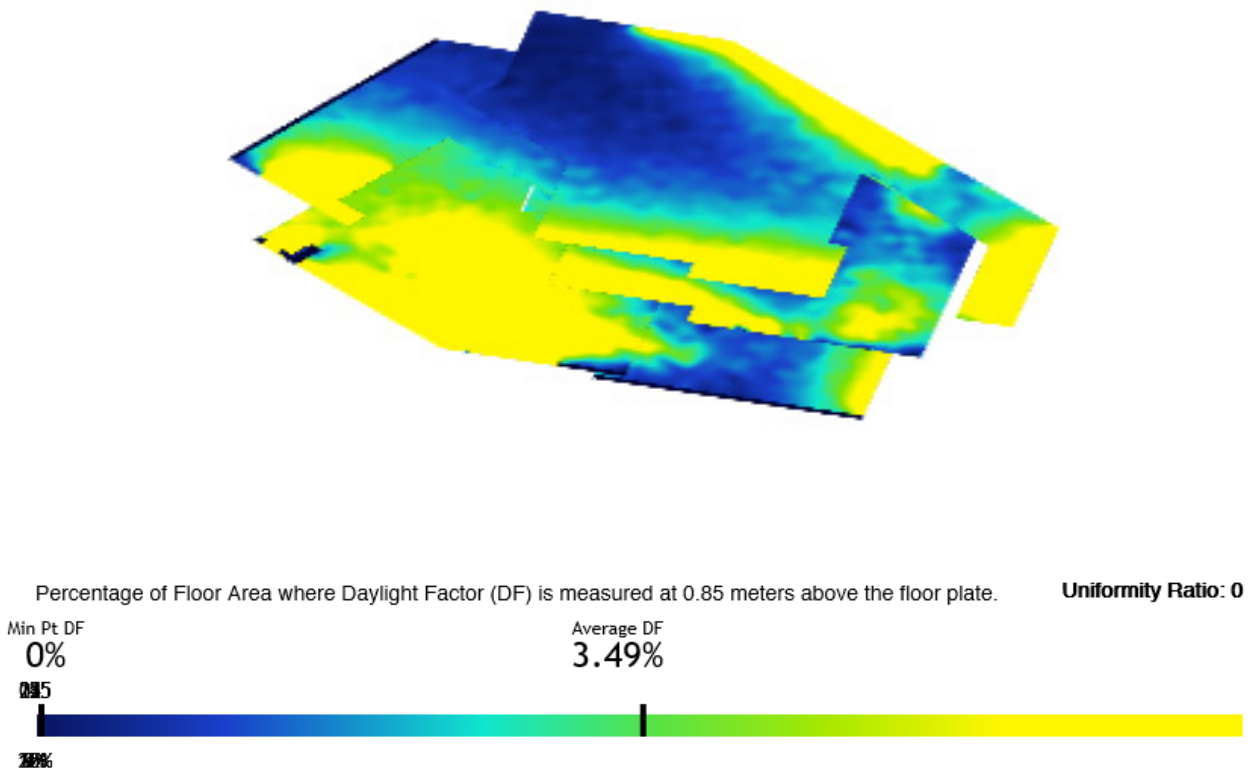 Percentage of Floor Area where Daylight Factor (DF) is measured at 0.85 meters above the floor plate.
Uniformity Ratio: 0
Min Pt DF
Average DF
0%
3.49%